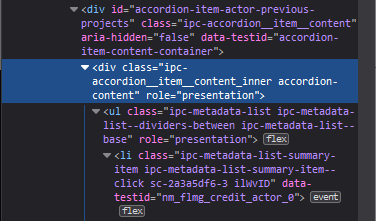 <div id="accordion-item-actor-previous-
projects" class="ipc-accordion__item__content"
aria-hidden="false" data-testid="accordion-
item-content-container">
<div class="ipc-
accordion__item__content_inner accordion-
content" role="presentation">
<ul class="ipc-metadata-list ipc-metadata-
list--dividers-between ipc-metadata-list--
base" role="presentation"> flex
<li class="ipc-metadata-list-summary-
item ipc-metadata-list-summary-item--
click sc-2a3a5df6-3 ilWvID" data-
testid="nm_flmg_credit_actor_0"> event
flex